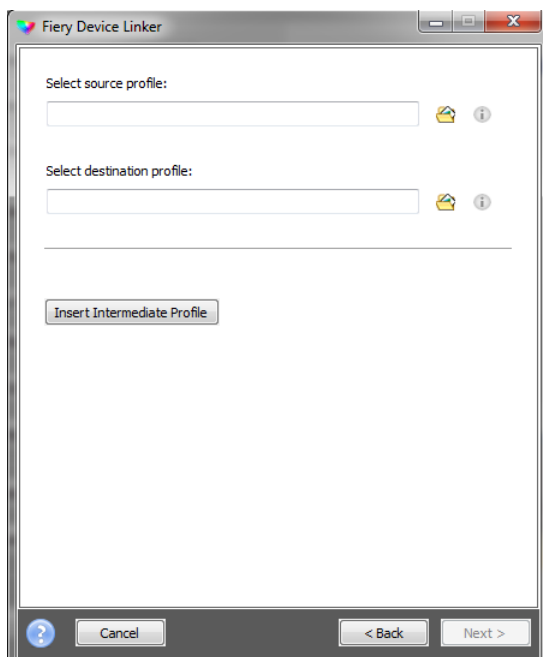 Fiery Device Linker
Select source profile:
Select destination profile:
Insert Intermediate Profile
? Cancel < Back Next >